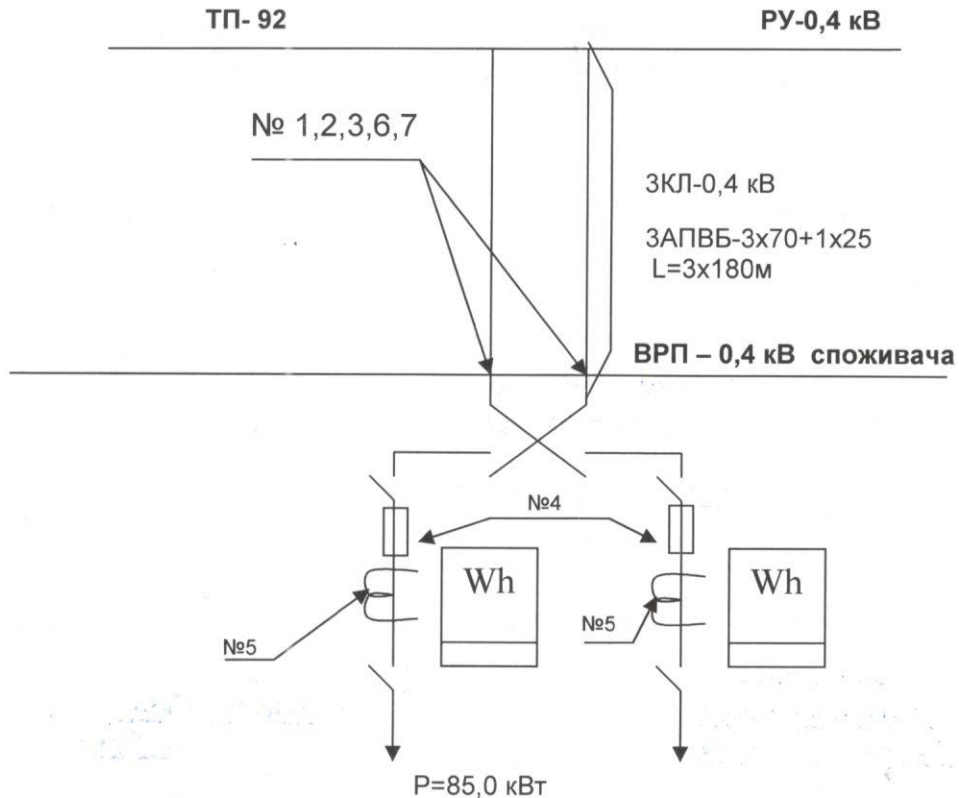 ТП- 92
РУ-0,4 кВ
№ 1,2,3,6,7
3КЛ-0,4 кВ
3АПВБ-3х70+1х25
L=3х180м
ВРП – 0,4 кВ споживача
№4
Wh
Wh
№5
№5
Р=85,0 кВт